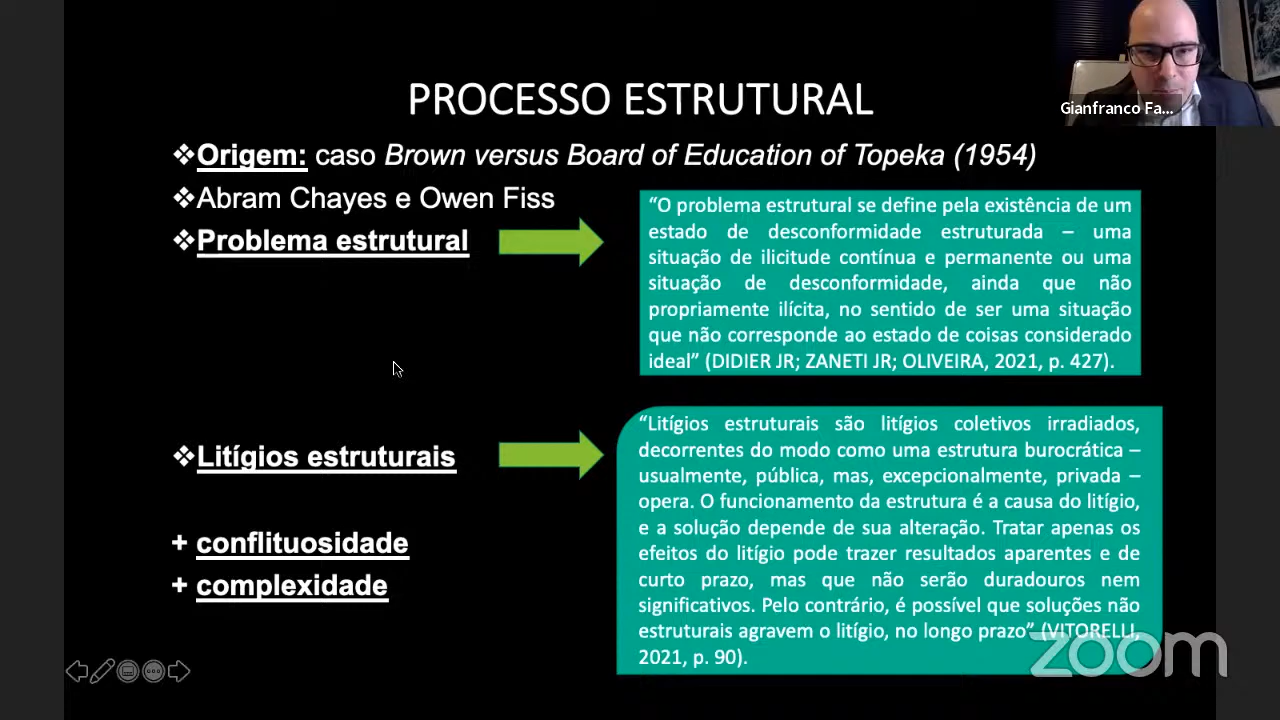 PROCESSO ESTRUTURAL
Gianfranco Fa...
❖Origem: caso Brown versus Board of Education of Topeka (1954)
❖Abram Chayes e Owen Fiss
❖Problema estrutural
“O problema estrutural se define pela existência de um
estado de desconformidade estruturada – uma
situação de ilicitude contínua e permanente ou uma
situação de desconformidade, ainda que não
propriamente ilícita, no sentido de ser uma situação
que não corresponde ao estado de coisas considerado
ideal” (DIDIER JR; ZANETI JR; OLIVEIRA, 2021, p. 427).
❖Litígios estruturais
“Litígios estruturais são litígios coletivos irradiados,
decorrentes do modo como uma estrutura burocrática –
usualmente, pública, mas, excepcionalmente, privada –
opera. O funcionamento da estrutura é a causa do litígio,
e a solução depende de sua alteração. Tratar apenas os
efeitos do litígio pode trazer resultados aparentes e de
curto prazo, mas que não serão duradouros nem
significativos. Pelo contrário, é possível que soluções não
estruturais agravem o litígio, no longo prazo” (VITORELLI,
2021, p. 90).
+ conflituosidade
+ complexidade
zoom